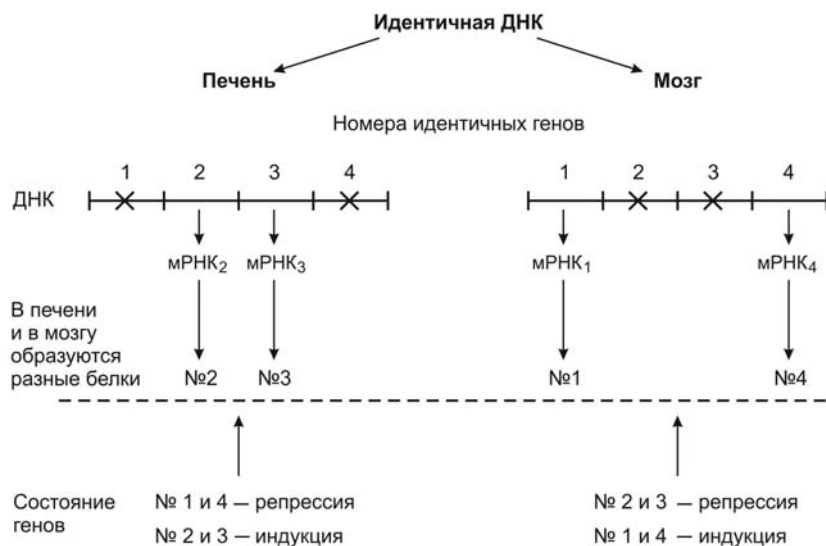 Идентичная ДНК
Печень Мозг
Номера идентичных генов
1 2 3 4 1 2 3 4
ДНК
мРНК₂ мРНК₃ мРНК₁ мРНК₄
В печени
и в мозгу
образуются
разные белки №2 №3 №1 №4
Состояние
генов
№ 1 и 4 — репрессия
№ 2 и 3 — индукция
№ 2 и 3 — репрессия
№ 1 и 4 — индукция